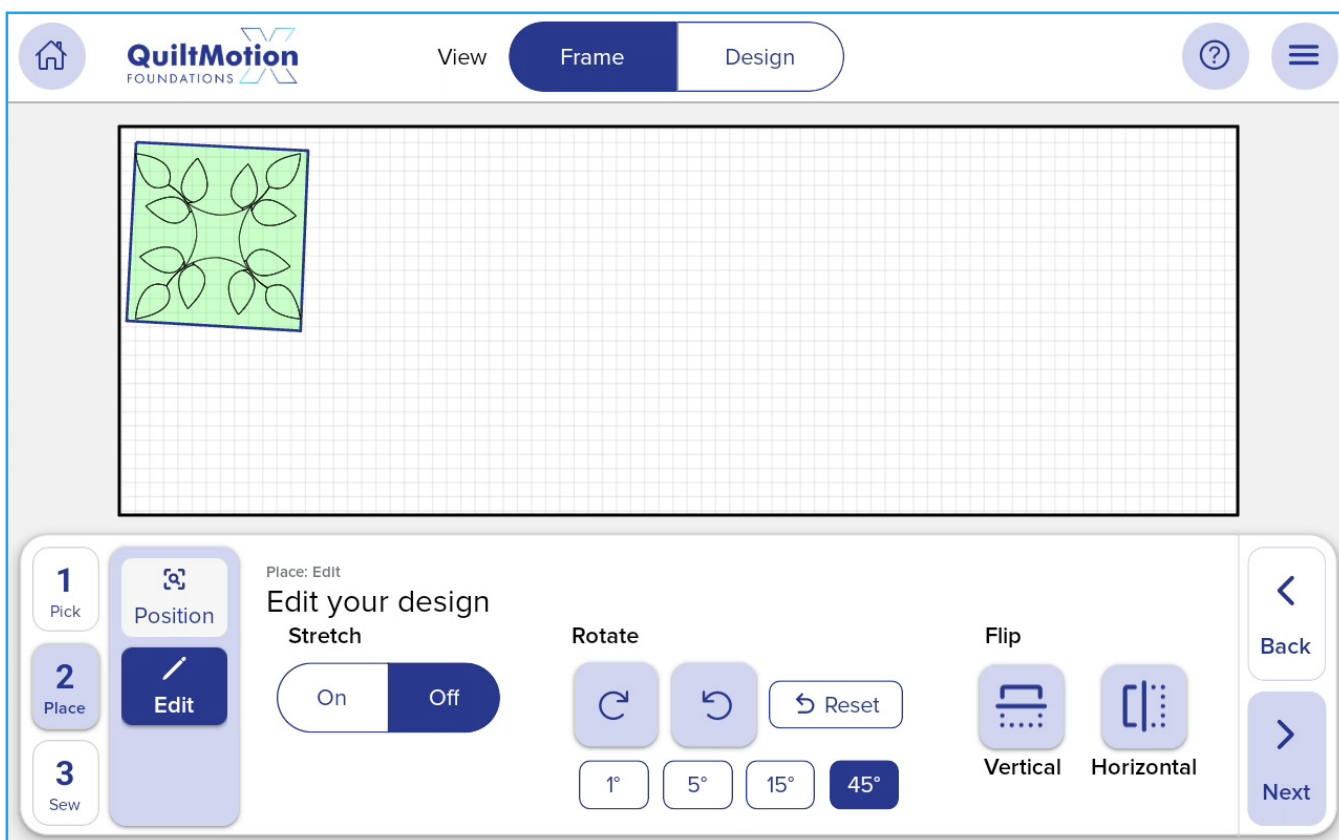 QuiltMotion
FOUNDATIONS
View
Frame
Design
?
1
Pick
2
Place
3
Sew
Position
Edit
Place: Edit
Edit your design
Stretch
On
Off
Rotate
Reset
1°
5°
15°
45°
Flip
Vertical
Horizontal
Back
Next